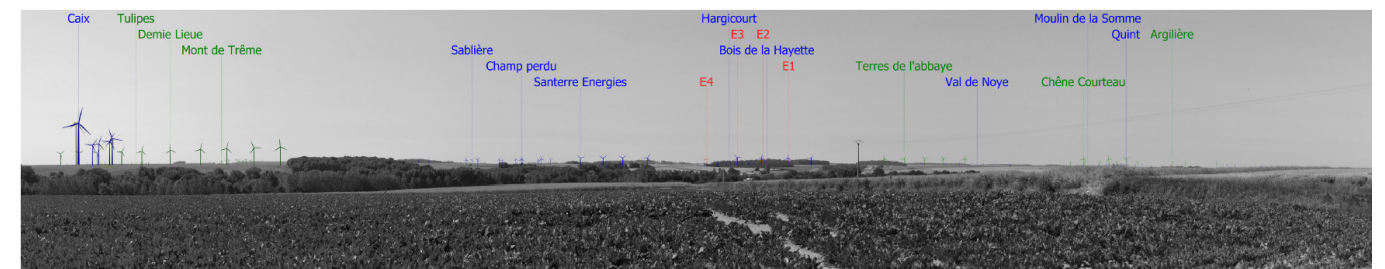 Caix Tulipes Hargicourt Moulin de la Somme
Demie Lieue E3 E2 Quint Argilière
Mont de Trême Sablière Bois de la Hayette
Champ perdu E1 Terres de l'abbaye
Santerre Energies E4 Val de Noye Chêne Courteau